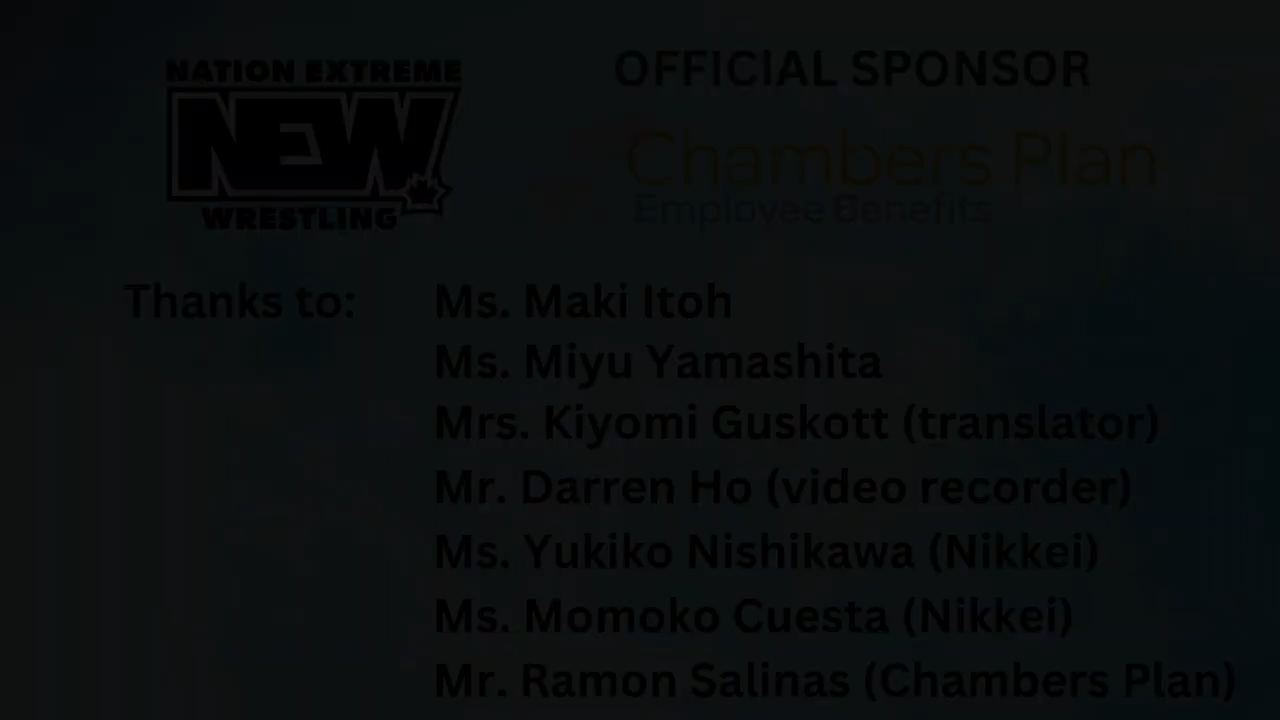 NATION EXTREME
NEW
WRESTLING
OFFICIAL SPONSOR
Chambers Plan
Employee Benefits
Thanks to:
Ms. Maki Itoh
Ms. Miyu Yamashita
Mrs. Kiyomi Guskott (translator)
Mr. Darren Ho (video recorder)
Ms. Yukiko Nishikawa (Nikkei)
Ms. Momoko Cuesta (Nikkei)
Mr. Ramon Salinas (Chambers Plan)